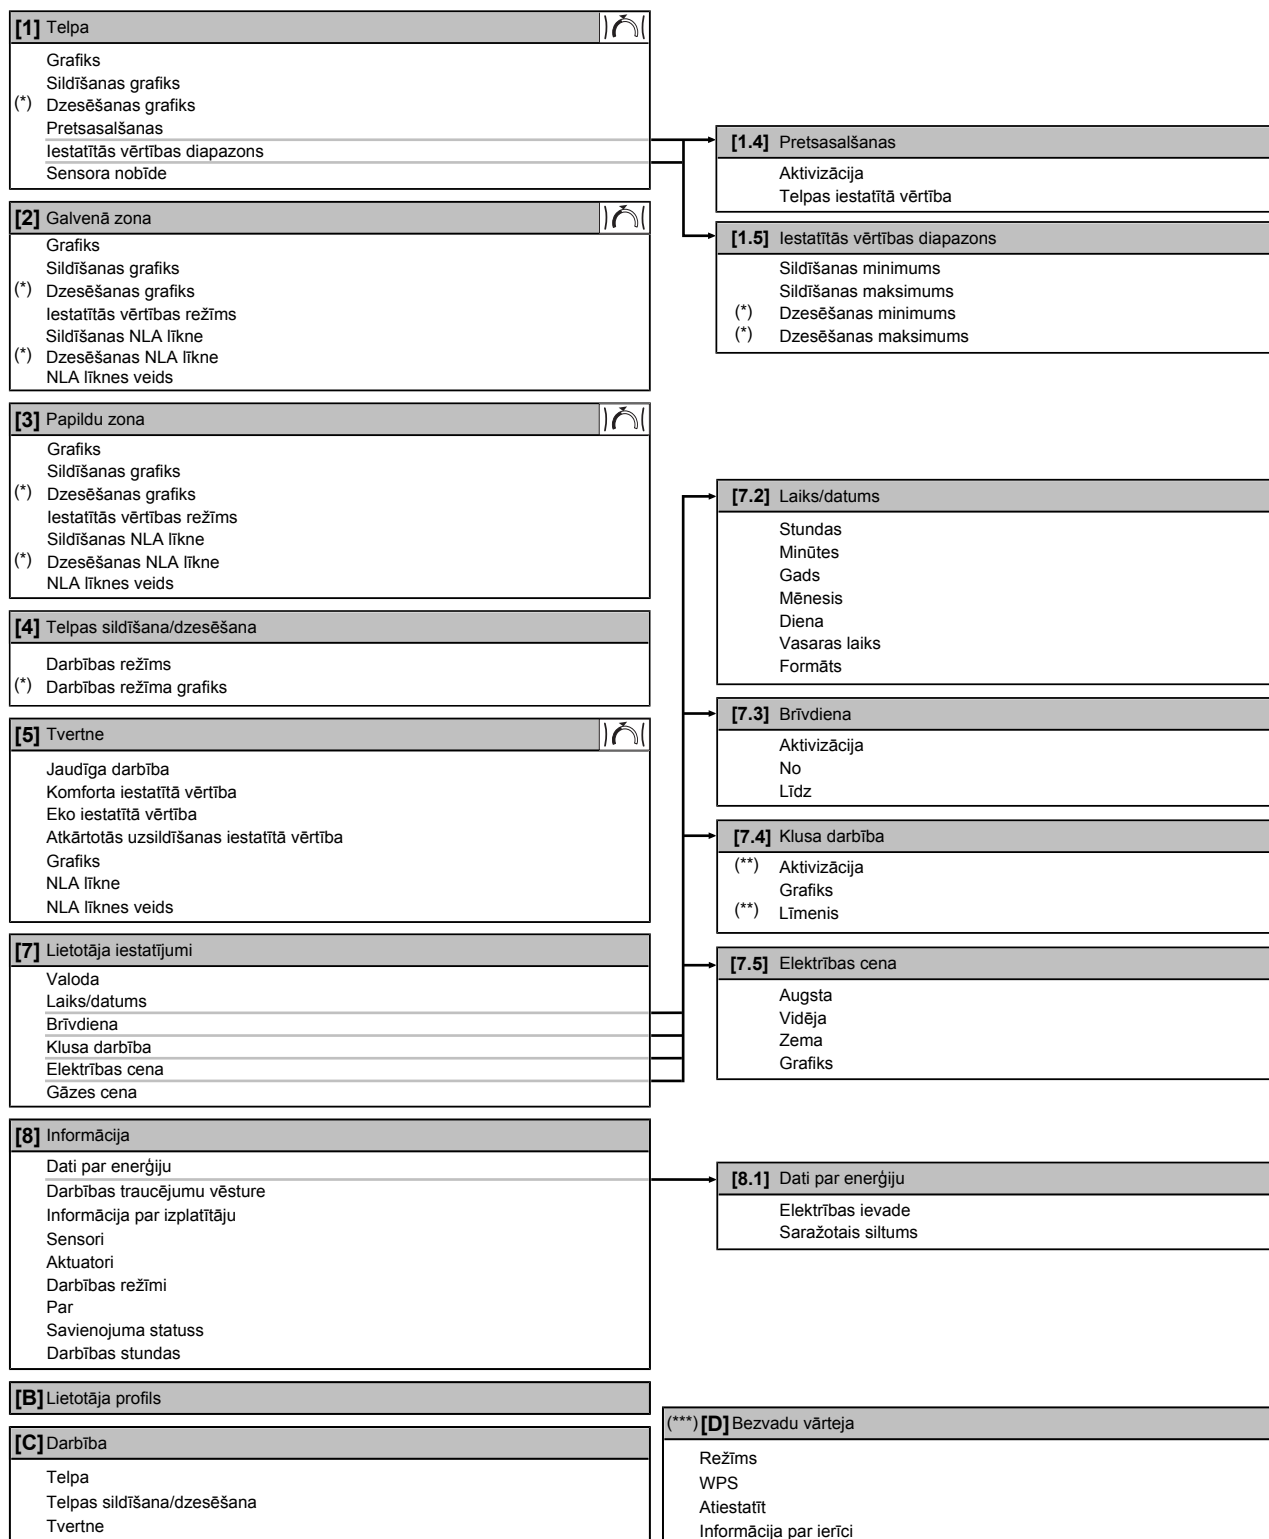 [1] Telpa
Grafiks
Sildīšanas grafiks
(*) Dzesēšanas grafiks
Pretsasalšanas
Iestatītās vērtības diapazons
Sensora nobīde
[2] Galvenā zona
Grafiks
Sildīšanas grafiks
(*) Dzesēšanas grafiks
Iestatītās vērtības režīms
Sildīšanas NLA līkne
(*) Dzesēšanas NLA līkne
NLA līknes veids
[3] Papildu zona
Grafiks
Sildīšanas grafiks
(*) Dzesēšanas grafiks
Iestatītās vērtības režīms
Sildīšanas NLA līkne
(*) Dzesēšanas NLA līkne
NLA līknes veids
[4] Telpas sildīšana/dzesēšana
Darbības režīms
(*) Darbības režīma grafiks
[5] Tvertne
Jaudīga darbība
Komforta iestatītā vērtība
Eko iestatītā vērtība
Atkārtotās uzsildīšanas iestatītā vērtība
Grafiks
NLA līkne
NLA līknes veids
[7] Lietotāja iestatījumi
Valoda
Laiks/datums
Brīvdiena
Klusa darbība
Elektrības cena
Gāzes cena
[8] Informācija
Dati par enerģiju
Darbības traucējumu vēsture
Informācija par izplatītāju
Sensori
Aktuatori
Darbības režīmi
Par
Savienojuma statuss
Darbības stundas
[B] Lietotāja profils
[C] Darbība
Telpa
Telpas sildīšana/dzesēšana
Tvertne
[1.4] Pretsasalšanas
Aktivizācija
Telpas iestatītā vērtība
[1.5] Iestatītās vērtības diapazons
Sildīšanas minimums
Sildīšanas maksimums
(*) Dzesēšanas minimums
(*) Dzesēšanas maksimums
[7.2] Laiks/datums
Stundas
Minūtes
Gads
Mēnesis
Diena
Vasaras laiks
Formāts
[7.3] Brīvdiena
Aktivizācija
No
Līdz
[7.4] Klusa darbība
(**) Aktivizācija
Grafiks
(**) Līmenis
[7.5] Elektrības cena
Augsta
Vidēja
Zema
Grafiks
[8.1] Dati par enerģiju
Elektrības ievade
Saražotais siltums
(***) [D] Bezvadu vārteja
Režīms
WPS
Atiestatīt
Informācija par ierīci